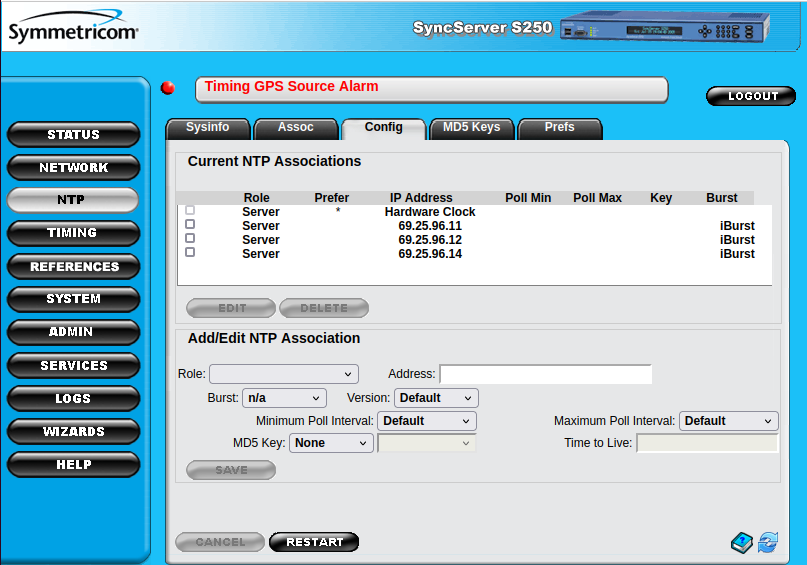 Symmetricom®
SyncServer S250
Timing GPS Source Alarm
LOGOUT
STATUS
NETWORK
NTP
TIMING
REFERENCES
SYSTEM
ADMIN
SERVICES
LOGS
WIZARDS
HELP
Sysinfo Assoc Config MD5 Keys Prefs
Current NTP Associations
Role Prefer IP Address Poll Min Poll Max Key Burst
Server * Hardware Clock
Server 69.25.96.11 iBurst
Server 69.25.96.12 iBurst
Server 69.25.96.14 iBurst
EDIT DELETE
Add/Edit NTP Association
Role: Address:
Burst: n/a Version: Default
Minimum Poll Interval: Default Maximum Poll Interval: Default
MD5 Key: None Time to Live:
SAVE
CANCEL RESTART